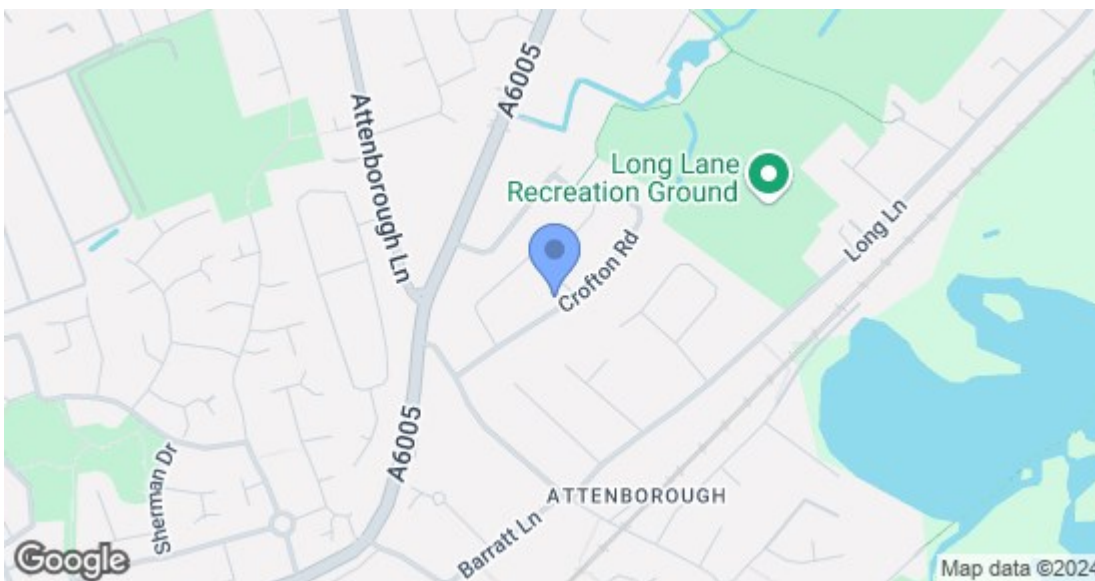 A6005
Attenborough Ln
Long Lane
Recreation Ground
Long Ln
Crofton Rd
A6005
Sherman Dr
ATTENBOROUGH
Barratt Ln
Google
Map data ©2024